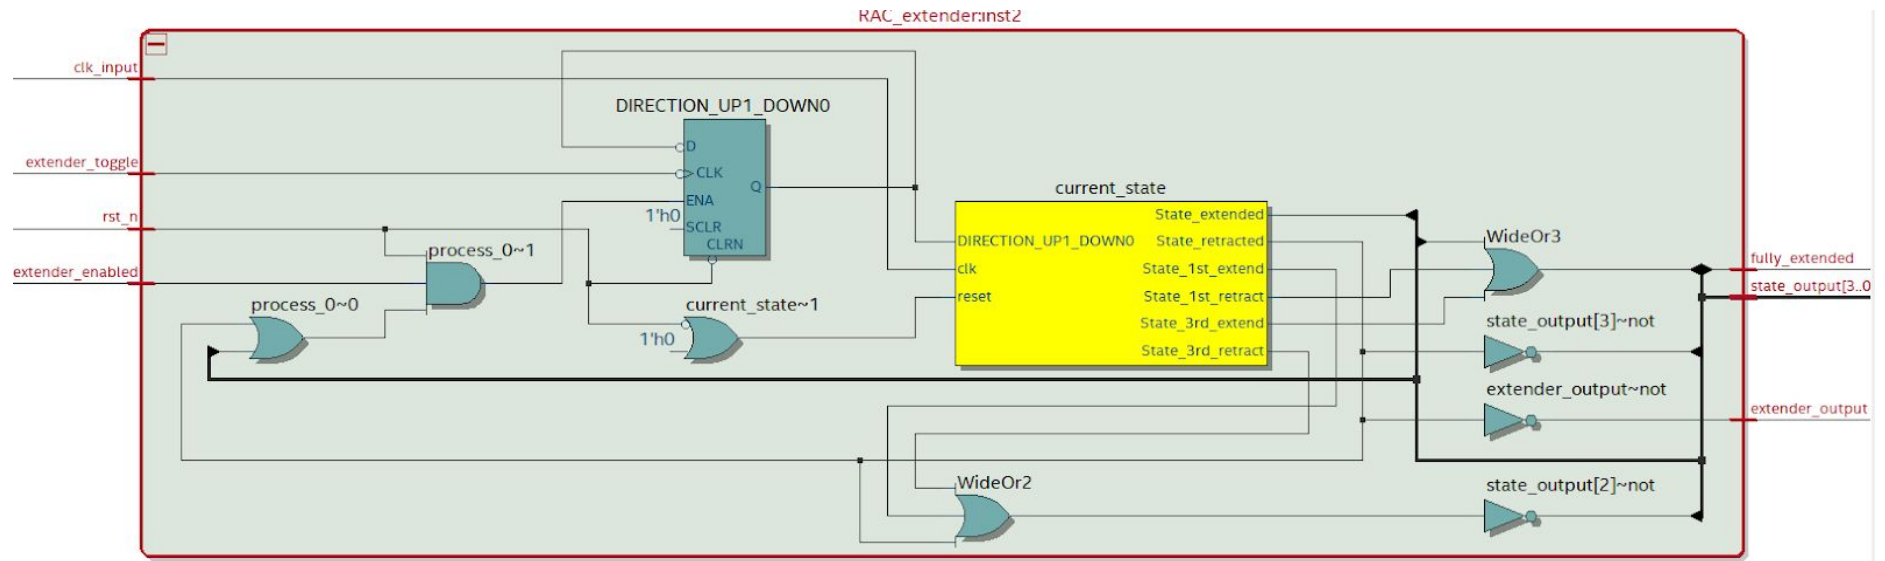 RAC_extender:inst2
clk_input
DIRECTION_UP1_DOWN0
D
extender_toggle
CLK
Q
current_state
ENA
rst_n
1'h0
SCLR
State_extended
CLRN
DIRECTION_UP1_DOWN0
State_retracted
WideOr3
process_0~1
extender_enabled
clk
State_1st_extend
fully_extended
state_output[3..0
process_0~0
current_state~1
reset
State_1st_retract
1'h0
State_3rd_extend
state_output[3]~not
State_3rd_retract
extender_output~not
extender_output
WideOr2
state_output[2]~not